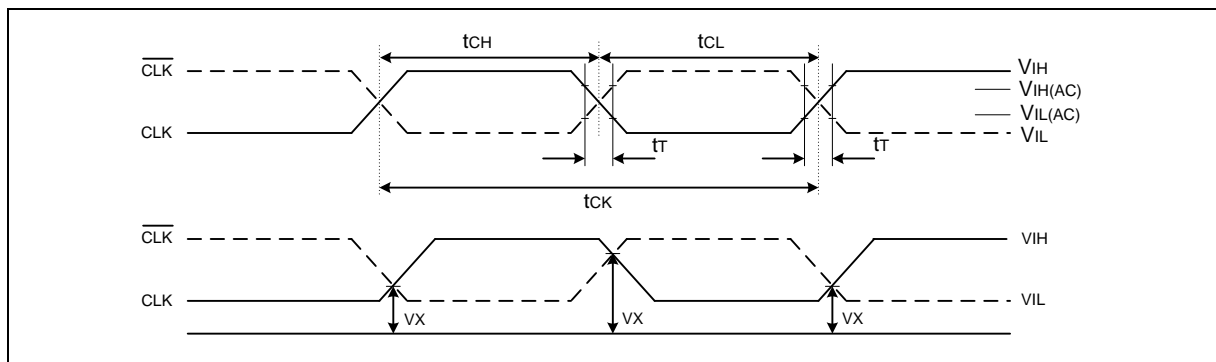 tCH tCL
CLK VIH
VIH(AC)
VIL(AC)
CLK VIL
tT tT
tCK
CLK VIH
CLK VIL
VX VX VX